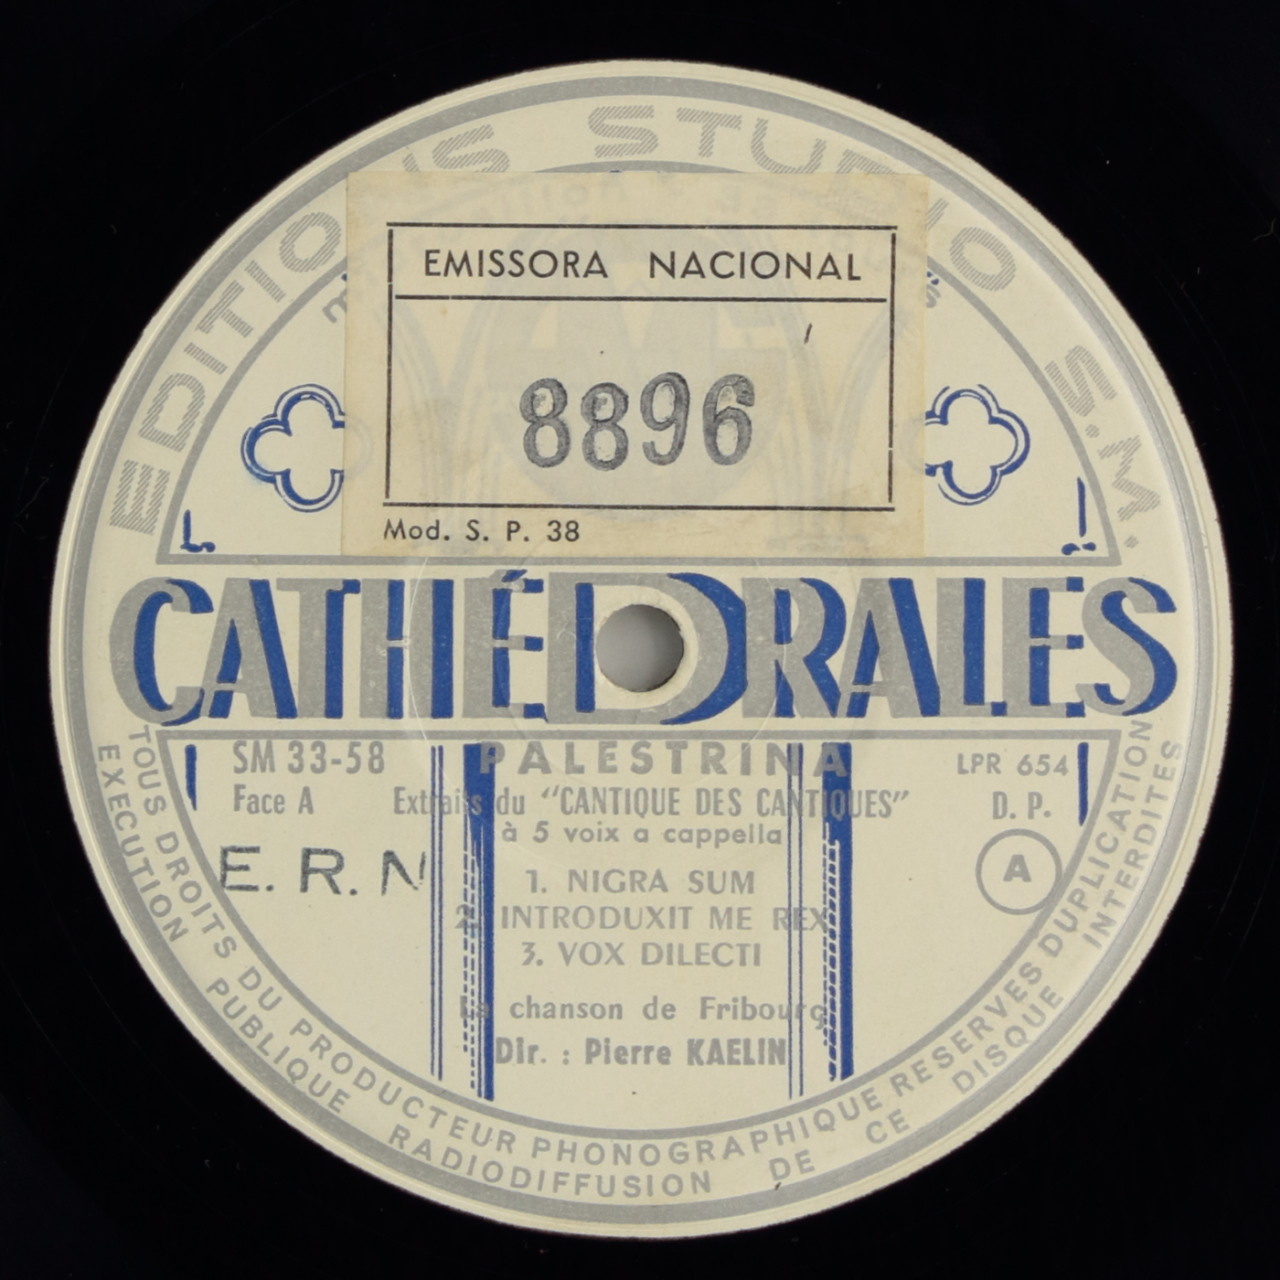 EDITIONS STUDIO S.M.
EMISSORA NACIONAL
8896
Mod. S. P. 38
CATHÉDRALES
SM 33-58 PALESTRINA LPR 654
Face A Extraits du "CANTIQUE DES CANTIQUES" D. P.
à 5 voix a cappella
E. R. N
A
1. NIGRA SUM
2. INTRODUXIT ME REX
3. VOX DILECTI
La chanson de Fribourg
Dir. : Pierre KAELIN
TOUS DROITS DU PRODUCTEUR PHONOGRAPHIQUE RESERVES DUPLICATION
EXECUTION PUBLIQUE RADIODIFFUSION DE CE DISQUE INTERDITES